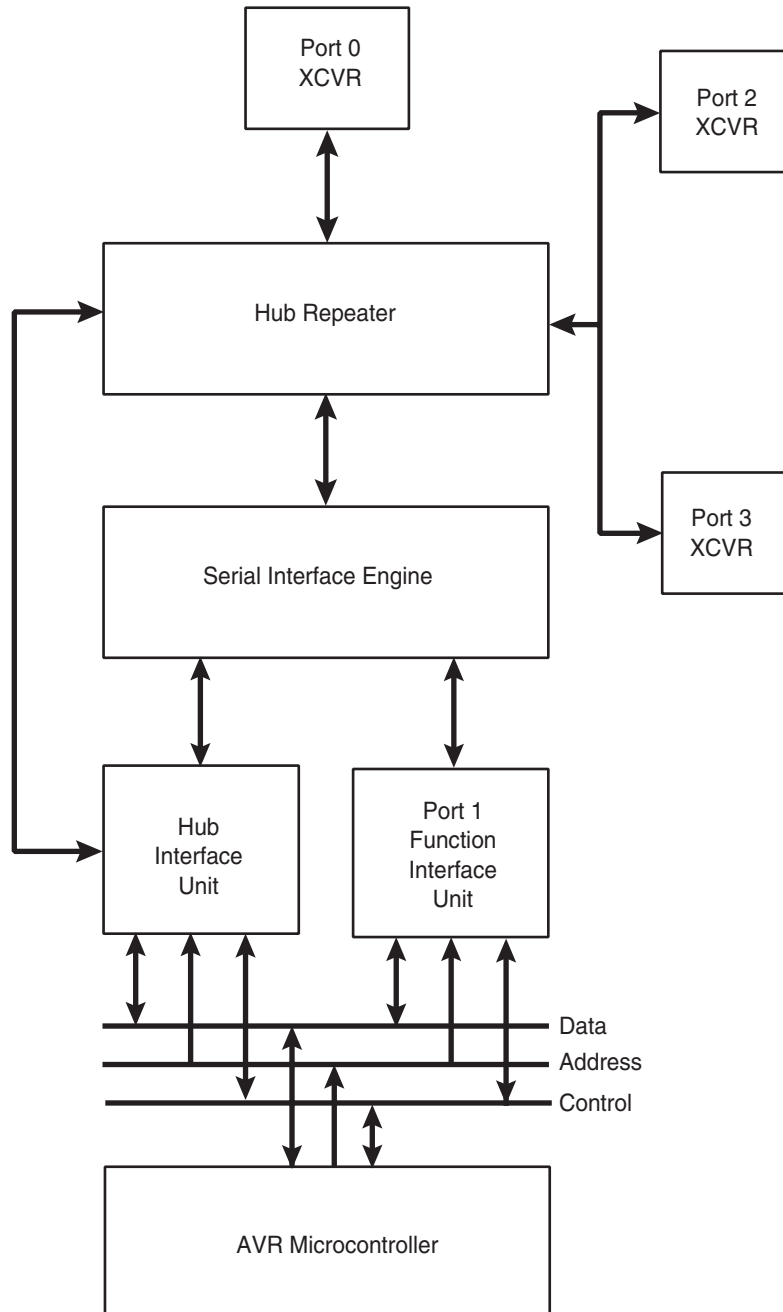 Port 0
XCVR
Port 2
XCVR
Hub Repeater
Port 3
XCVR
Serial Interface Engine
Hub
Interface
Unit
Port 1
Function
Interface
Unit
Data
Address
Control
AVR Microcontroller